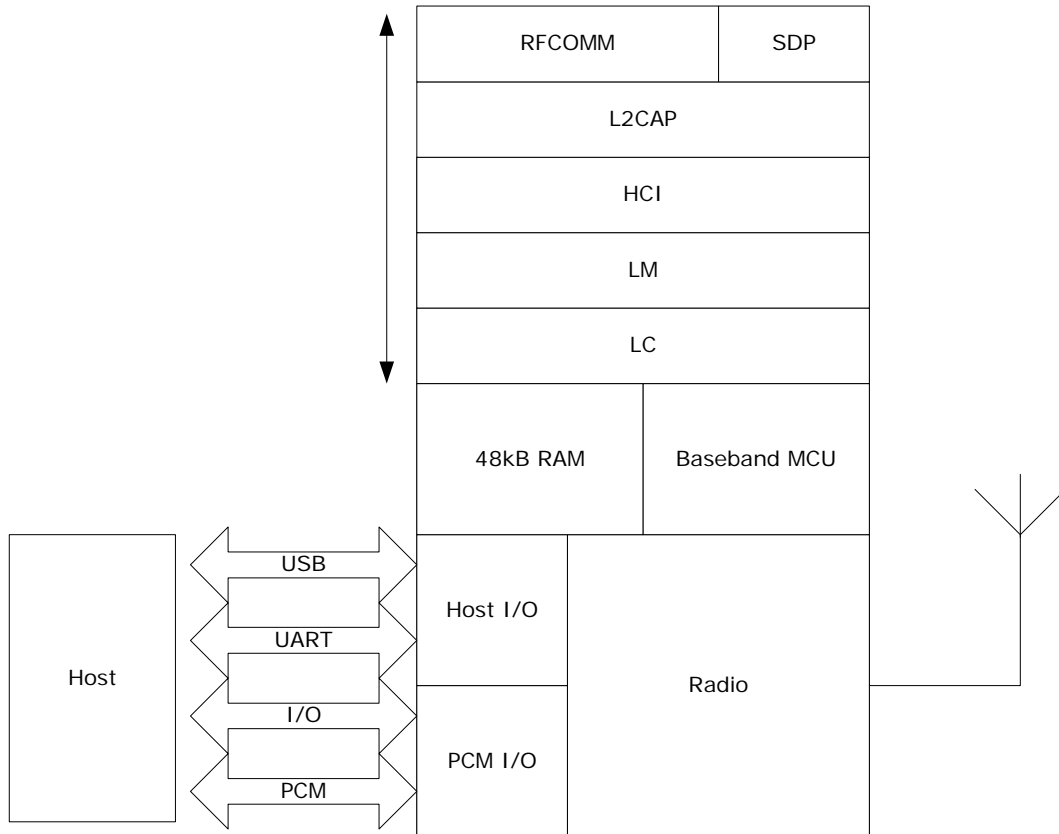 RFCOMM
SDP
L2CAP
HCI
LM
LC
48kB RAM
Baseband MCU
USB
Host I/O
UART
Host
Radio
I/O
PCM I/O
PCM